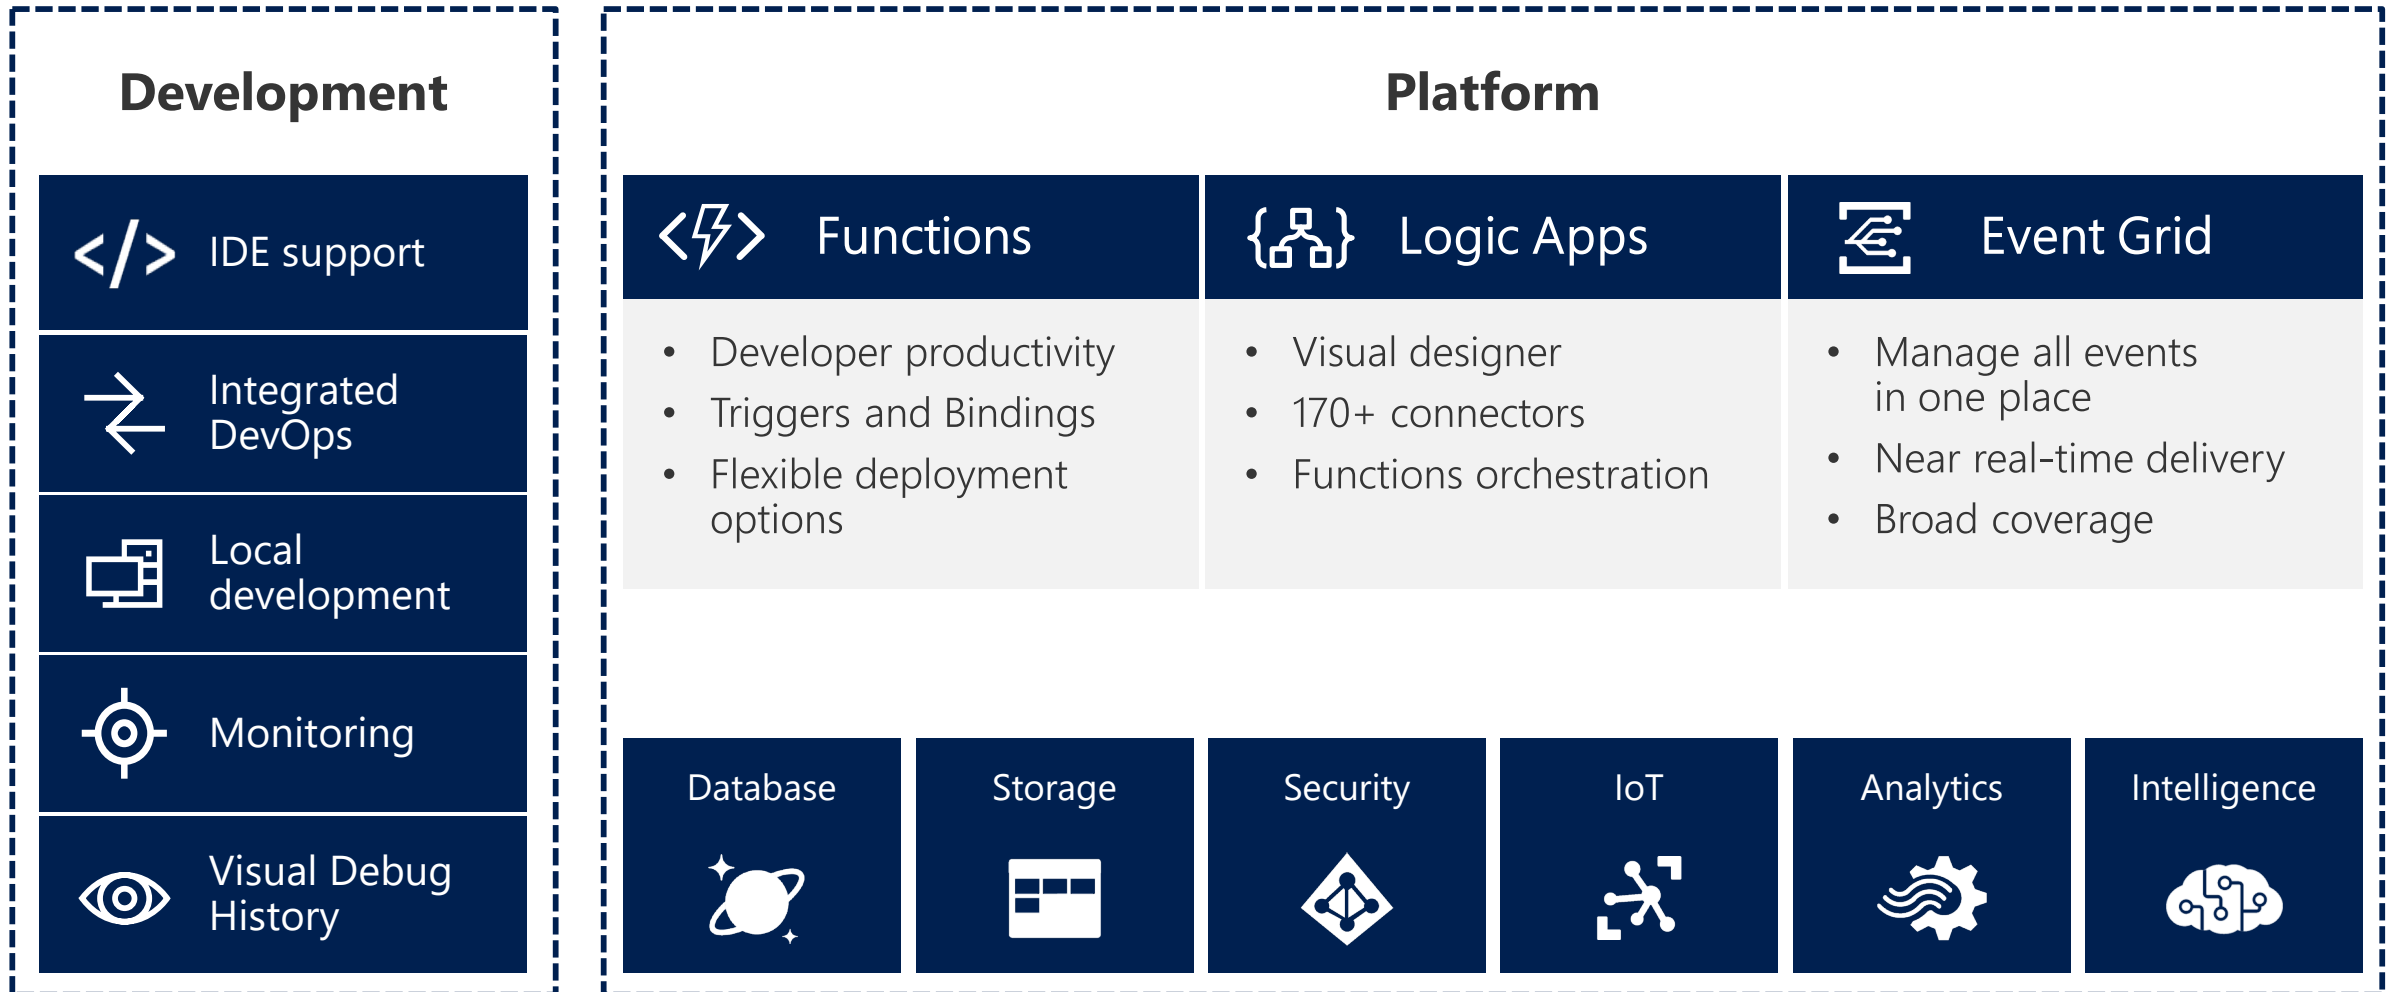 Development
IDE support
Integrated
DevOps
Local
development
Monitoring
Visual Debug
History
Platform
Functions
• Developer productivity
• Triggers and Bindings
• Flexible deployment
options
Logic Apps
• Visual designer
• 170+ connectors
• Functions orchestration
Event Grid
• Manage all events
in one place
• Near real-time delivery
• Broad coverage
Database
Storage
Security
IoT
Analytics
Intelligence